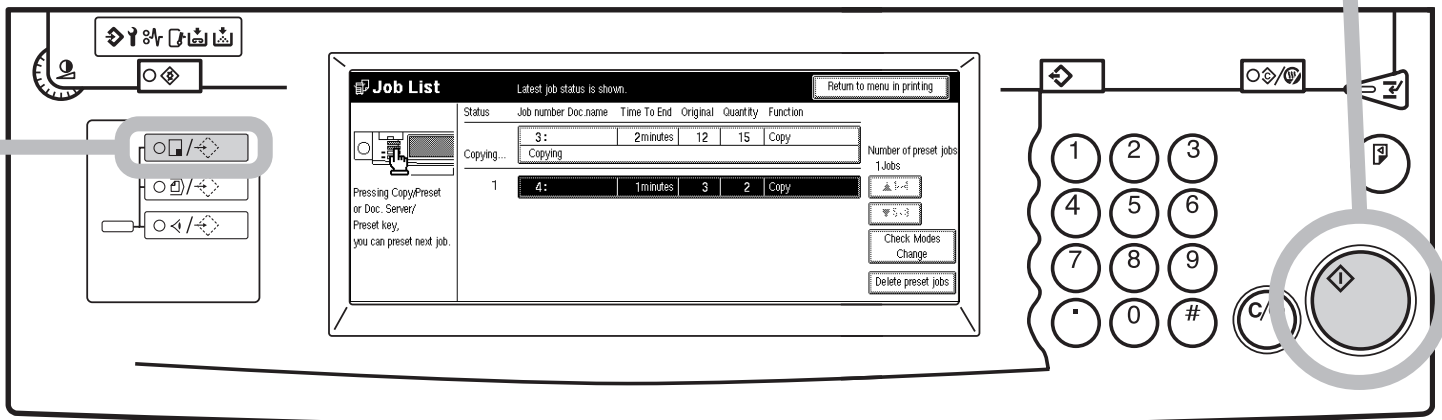 Job List
Latest job status is shown.
Return to menu in printing
Status Job number Doc.name Time To End Original Quantity Function
3: 2minutes 12 15 Copy
Copying... Copying
1 4: 1minutes 3 2 Copy
Pressing Copy/Preset
or Doc. Server/
Preset key,
you can preset next job.
Number of preset jobs
1Jobs
Check Modes
Change
Delete preset jobs
1 2 3
4 5 6
7 8 9
· 0 #
C/